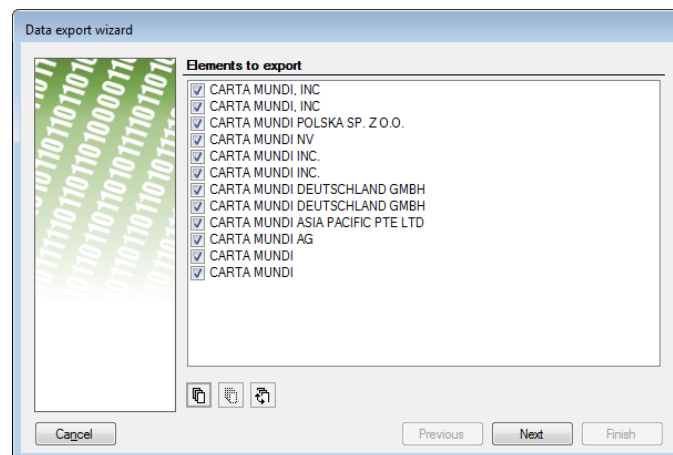 Data export wizard
Elements to export
CARTA MUNDI, INC
CARTA MUNDI, INC
CARTA MUNDI POLSKA SP. Z O.O.
CARTA MUNDI NV
CARTA MUNDI INC.
CARTA MUNDI INC.
CARTA MUNDI DEUTSCHLAND GMBH
CARTA MUNDI DEUTSCHLAND GMBH
CARTA MUNDI ASIA PACIFIC PTE LTD
CARTA MUNDI AG
CARTA MUNDI
CARTA MUNDI
Cancel
Previous
Next
Finish